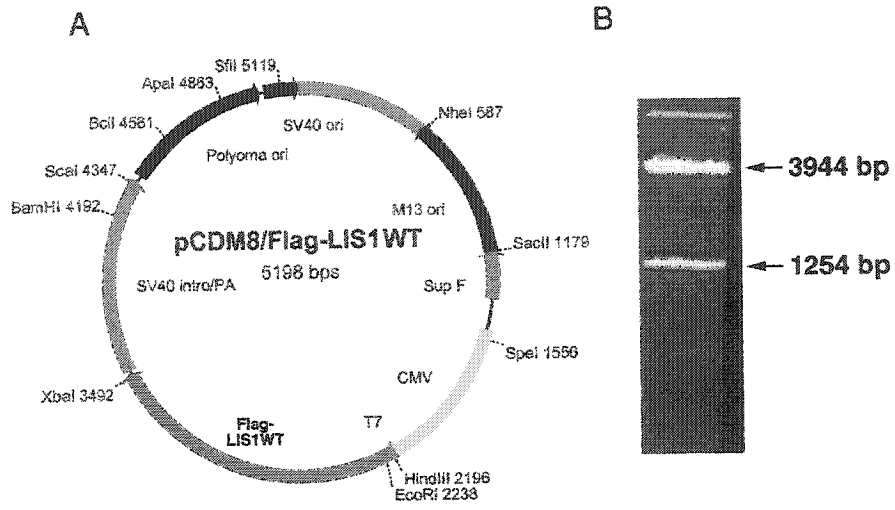 A
B
SfiI 5119
ApaI 4863
BclI 4581
ScaI 4347
BamHI 4192
XbaI 3492
NheI 587
SacII 1179
SpeI 1556
HindIII 2196
EcoRI 2238
SV40 ori
Polyoma ori
M13 ori
pCDM8/Flag-LIS1WT
5198 bps
Sup F
SV40 intro/PA
CMV
T7
Flag-
LIS1WT
3944 bp
1254 bp